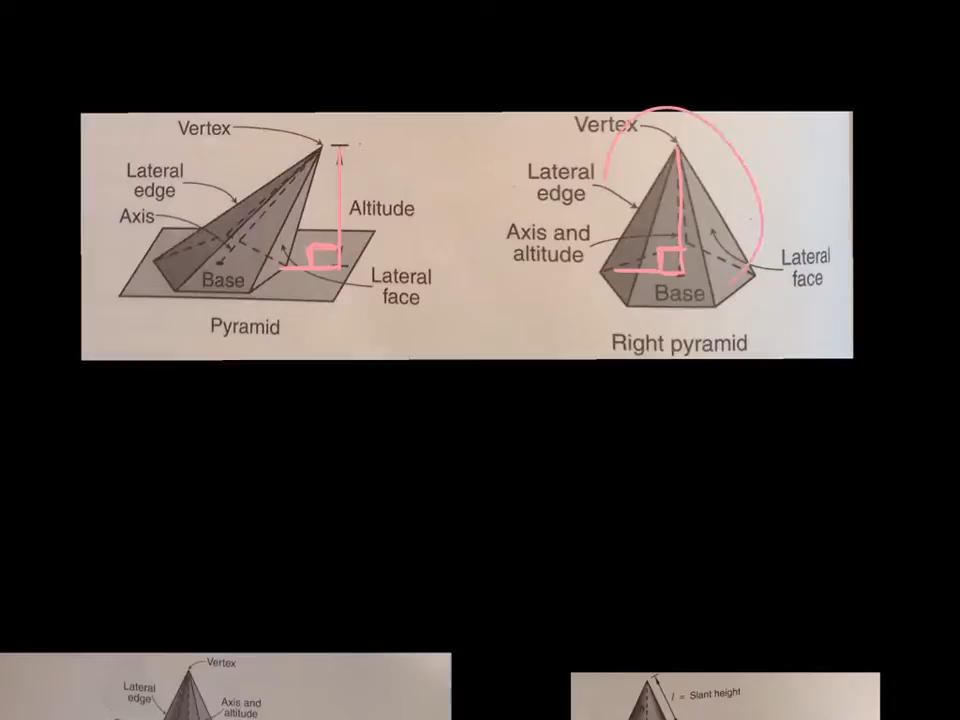 Vertex
Lateral
edge
Axis
Altitude
Base
Lateral
face
Pyramid
Vertex
Lateral
edge
Axis and
altitude
Lateral
face
Base
Right pyramid
Vertex
Lateral
edge
Axis and
altitude
l = Slant height